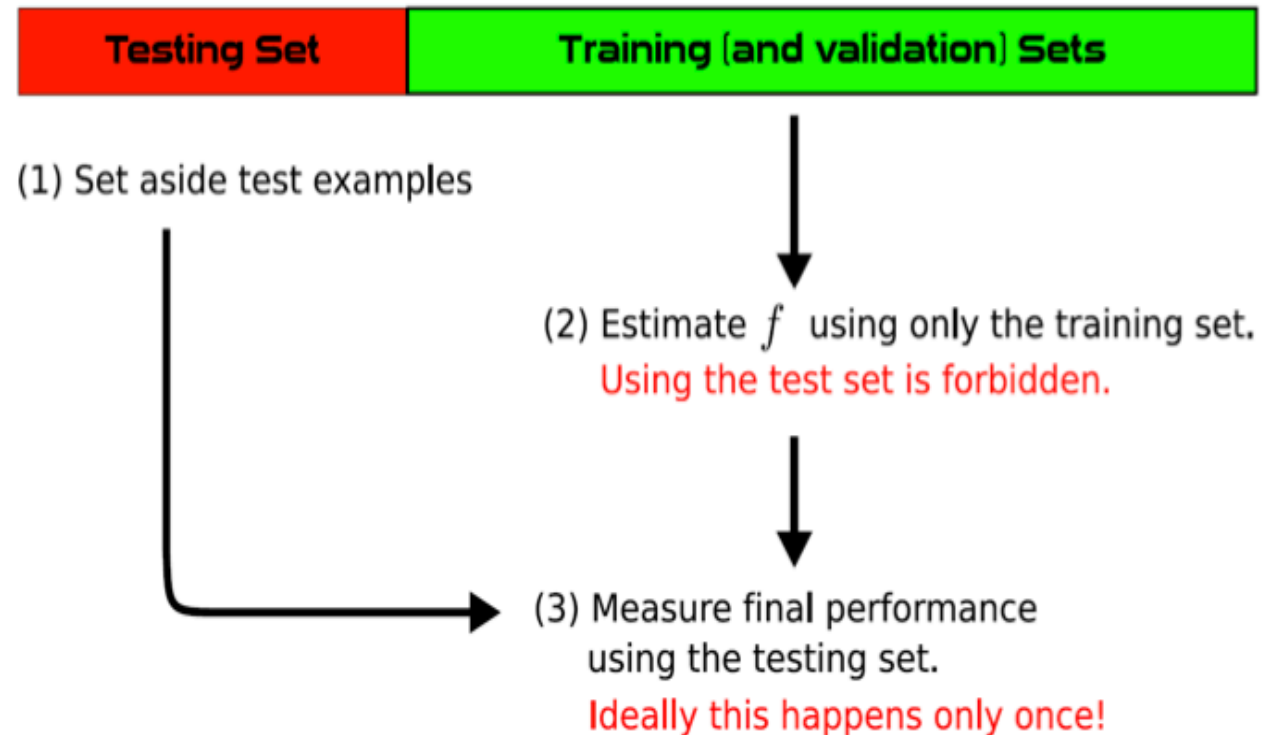 Testing Set
Training (and validation) Sets
(1) Set aside test examples
(2) Estimate f using only the training set.
Using the test set is forbidden.
(3) Measure final performance
using the testing set.
Ideally this happens only once!